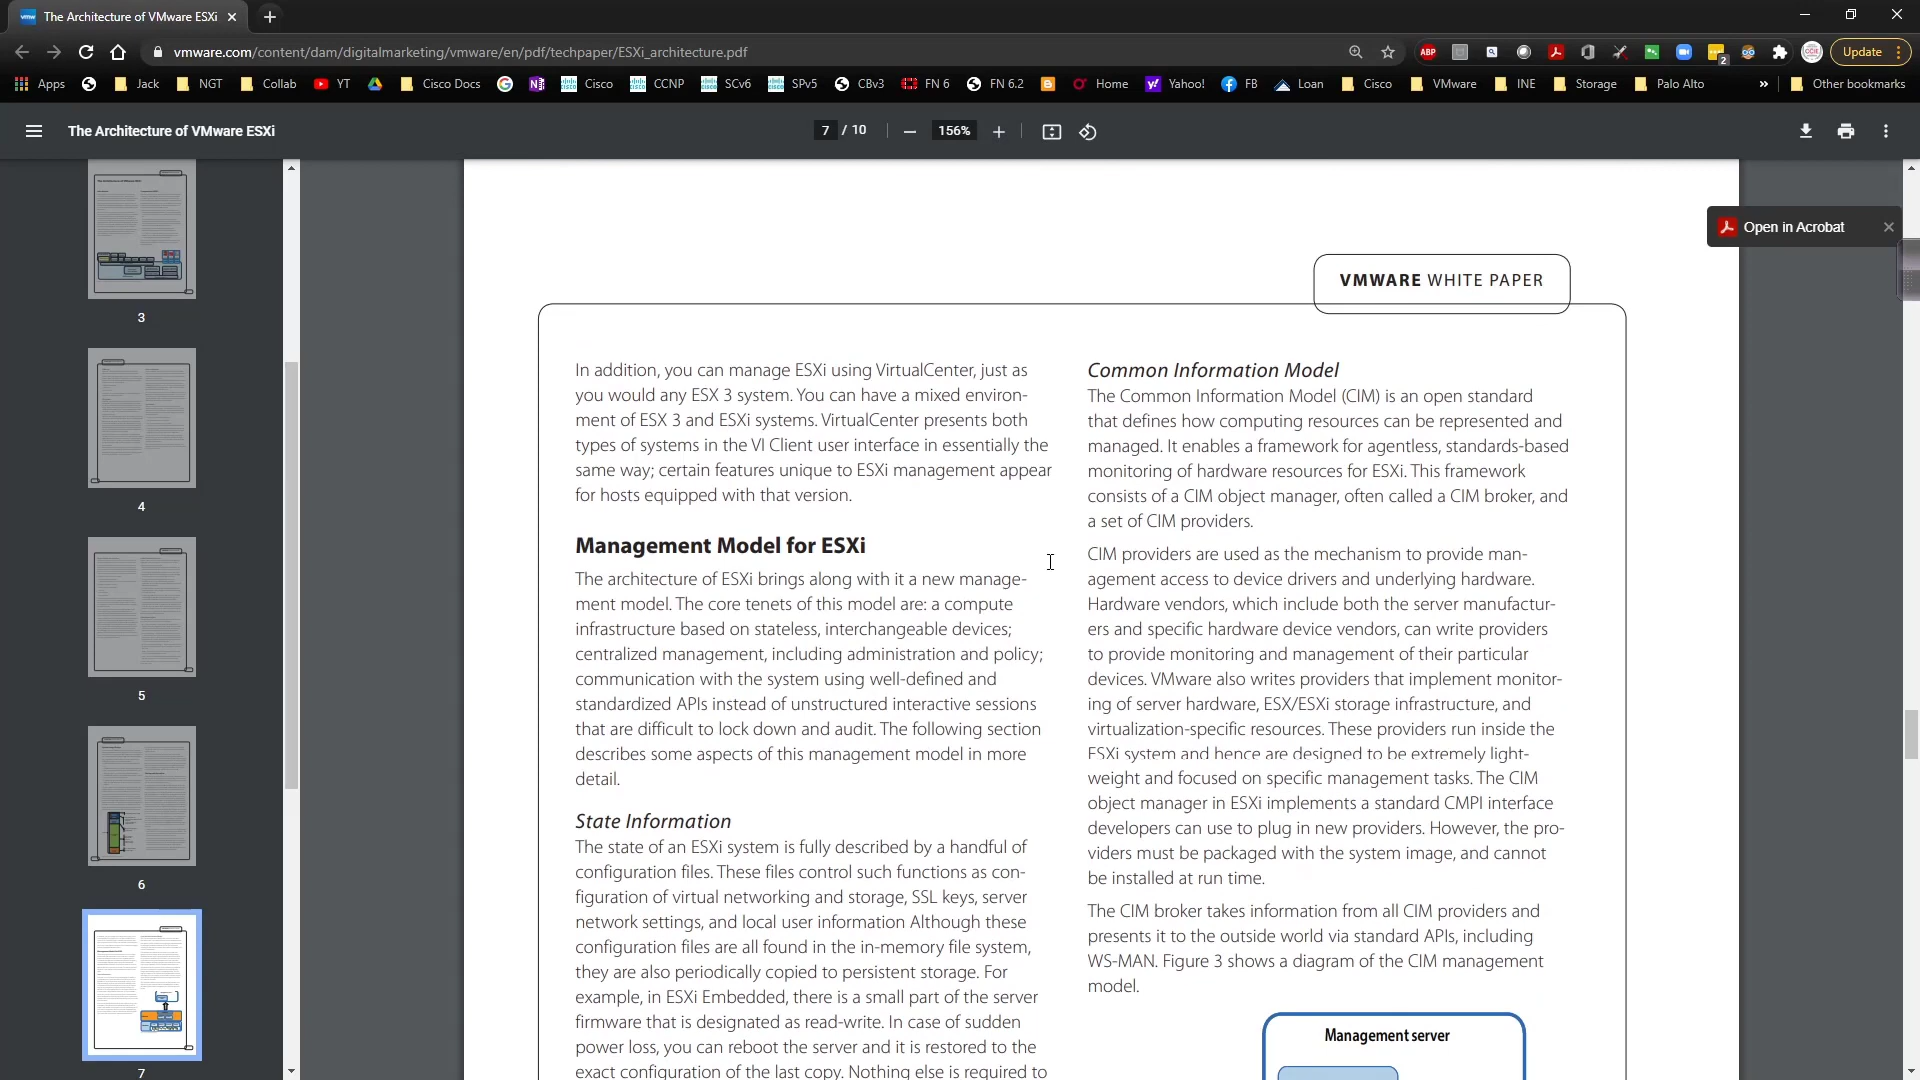 The Architecture of VMware ESXi
vmware.com/content/dam/digitalmarketing/vmware/en/pdf/techpaper/ESXi_architecture.pdf
ABP
2
Update
Apps
Jack
NGT
Collab
YT
Cisco Docs
Cisco
CCNP
SCv6
SPv5
CBv3
FN 6
FN 6.2
Home
Yahoo!
FB
Loan
Cisco
VMware
INE
Storage
Palo Alto
»
Other bookmarks
The Architecture of VMware ESXi
7 / 10
156%
3
4
5
6
7
Open in Acrobat
VMWARE WHITE PAPER
In addition, you can manage ESXi using VirtualCenter, just as
you would any ESX 3 system. You can have a mixed environ-
ment of ESX 3 and ESXi systems. VirtualCenter presents both
types of systems in the VI Client user interface in essentially the
same way; certain features unique to ESXi management appear
for hosts equipped with that version.
Management Model for ESXi
The architecture of ESXi brings along with it a new manage-
ment model. The core tenets of this model are: a compute
infrastructure based on stateless, interchangeable devices;
centralized management, including administration and policy;
communication with the system using well-defined and
standardized APIs instead of unstructured interactive sessions
that are difficult to lock down and audit. The following section
describes some aspects of this management model in more
detail.
State Information
The state of an ESXi system is fully described by a handful of
configuration files. These files control such functions as con-
figuration of virtual networking and storage, SSL keys, server
network settings, and local user information Although these
configuration files are all found in the in-memory file system,
they are also periodically copied to persistent storage. For
example, in ESXi Embedded, there is a small part of the server
firmware that is designated as read-write. In case of sudden
power loss, you can reboot the server and it is restored to the
exact configuration of the last copy. Nothing else is required to
Common Information Model
The Common Information Model (CIM) is an open standard
that defines how computing resources can be represented and
managed. It enables a framework for agentless, standards-based
monitoring of hardware resources for ESXi. This framework
consists of a CIM object manager, often called a CIM broker, and
a set of CIM providers.
CIM providers are used as the mechanism to provide man-
agement access to device drivers and underlying hardware.
Hardware vendors, which include both the server manufactur-
ers and specific hardware device vendors, can write providers
to provide monitoring and management of their particular
devices. VMware also writes providers that implement monitor-
ing of server hardware, ESX/ESXi storage infrastructure, and
virtualization-specific resources. These providers run inside the
ESXi system and hence are designed to be extremely light-
weight and focused on specific management tasks. The CIM
object manager in ESXi implements a standard CMPI interface
developers can use to plug in new providers. However, the pro-
viders must be packaged with the system image, and cannot
be installed at run time.
The CIM broker takes information from all CIM providers and
presents it to the outside world via standard APIs, including
WS-MAN. Figure 3 shows a diagram of the CIM management
model.
Management server